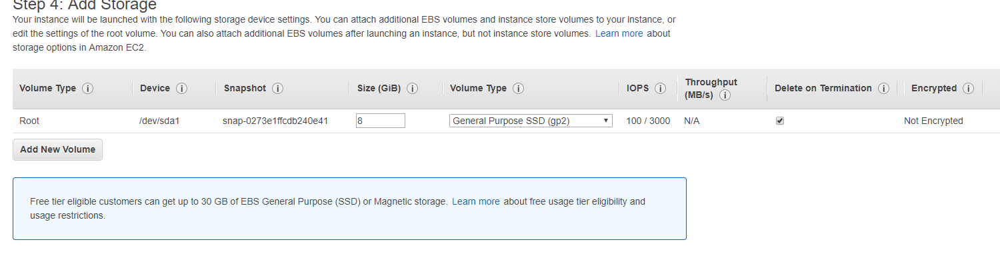 Step 4: Add Storage
Your instance will be launched with the following storage device settings. You can attach additional EBS volumes and instance store volumes to your instance, or
edit the settings of the root volume. You can also attach additional EBS volumes after launching an instance, but not instance store volumes. Learn more about
storage options in Amazon EC2.
Volume Type Device Snapshot Size (GiB) Volume Type IOPS Throughput (MB/s) Delete on Termination Encrypted
Root /dev/sda1 snap-0273e1ffcdb240e41 8 General Purpose SSD (gp2) 100 / 3000 N/A Not Encrypted
Add New Volume
Free tier eligible customers can get up to 30 GB of EBS General Purpose (SSD) or Magnetic storage. Learn more about free usage tier eligibility and
usage restrictions.